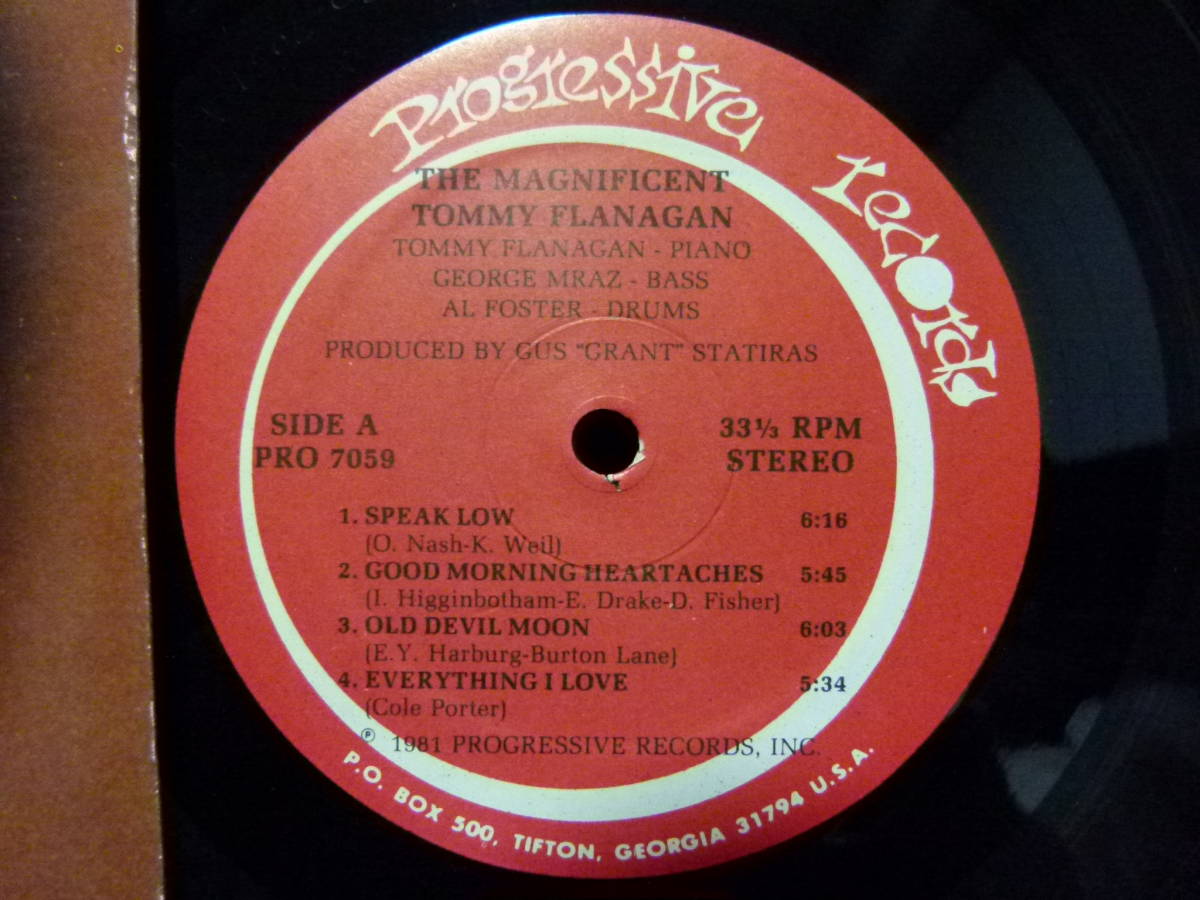 Progressive records
THE MAGNIFICENT
TOMMY FLANAGAN
TOMMY FLANAGAN - PIANO
GEORGE MRAZ - BASS
AL FOSTER - DRUMS
PRODUCED BY GUS "GRANT" STATIRAS
SIDE A
PRO 7059
33⅓ RPM
STEREO
1. SPEAK LOW 6:16
(O. Nash-K. Weil)
2. GOOD MORNING HEARTACHES 5:45
(I. Higginbotham-E. Drake-D. Fisher)
3. OLD DEVIL MOON 6:03
(E.Y. Harburg-Burton Lane)
4. EVERYTHING I LOVE 5:34
(Cole Porter)
℗ 1981 PROGRESSIVE RECORDS, INC.
P.O. BOX 500, TIFTON, GEORGIA 31794 U.S.A.